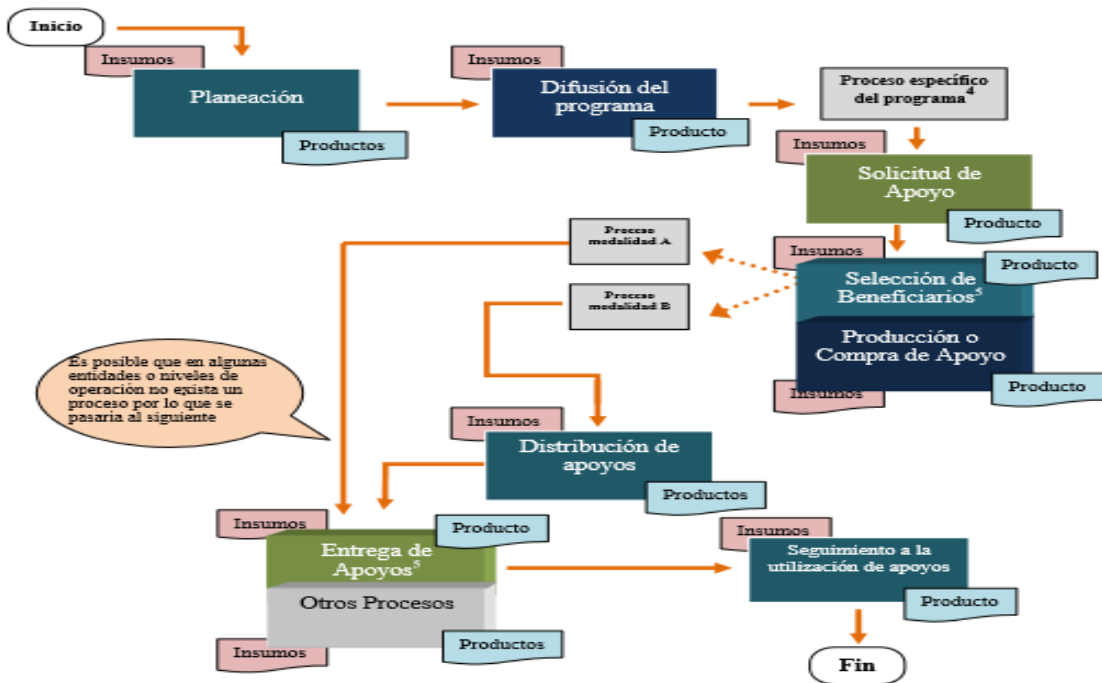 Inicio
Insumos
Planeación
Productos
Insumos
Difusión del
programa
Producto
Proceso específico
del programa4
Insumos
Solicitud de
Apoyo
Producto
Insumos
Producto
Selección de
Beneficiarios5
Producción o
Compra de Apoyo
Insumos
Producto
Proceso
modalidad A
Proceso
modalidad B
Es posible que en algunas
entidades o niveles de
operación no exista un
proceso por lo que se
pasaría al siguiente
Insumos
Distribución de
apoyos
Productos
Insumos
Producto
Entrega de
Apoyos5
Otros Procesos
Insumos
Productos
Insumos
Seguimiento a la
utilización de apoyos
Producto
Fin